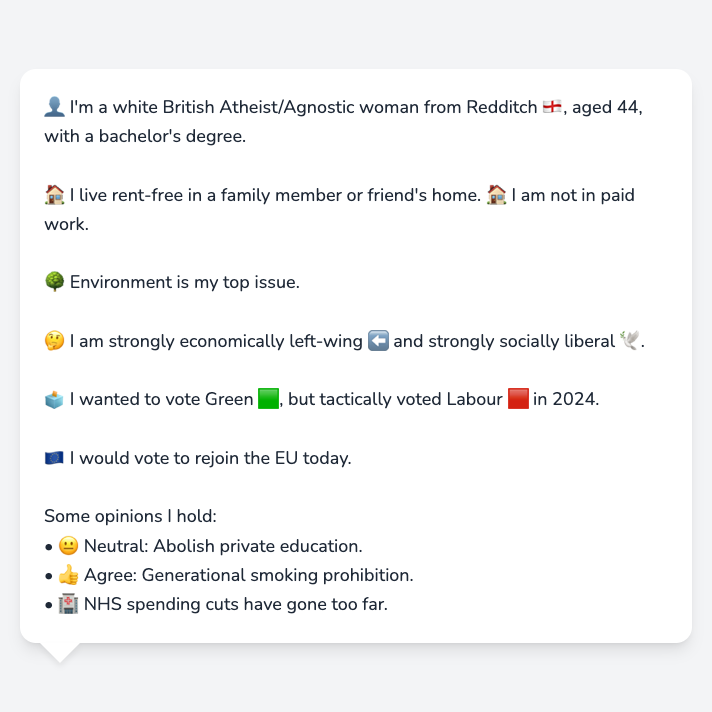 👤 I'm a white British Atheist/Agnostic woman from Redditch 🏴󠁧󠁢󠁥󠁮󠁧󠁿, aged 44,
with a bachelor's degree.
🏠 I live rent-free in a family member or friend's home. 🏠 I am not in paid
work.
🌳 Environment is my top issue.
🤔 I am strongly economically left-wing ⬅️ and strongly socially liberal 🕊️.
🗳️ I wanted to vote Green 🟩, but tactically voted Labour 🟥 in 2024.
🇪🇺 I would vote to rejoin the EU today.
Some opinions I hold:
• 😐 Neutral: Abolish private education.
• 👍 Agree: Generational smoking prohibition.
• 🏥 NHS spending cuts have gone too far.